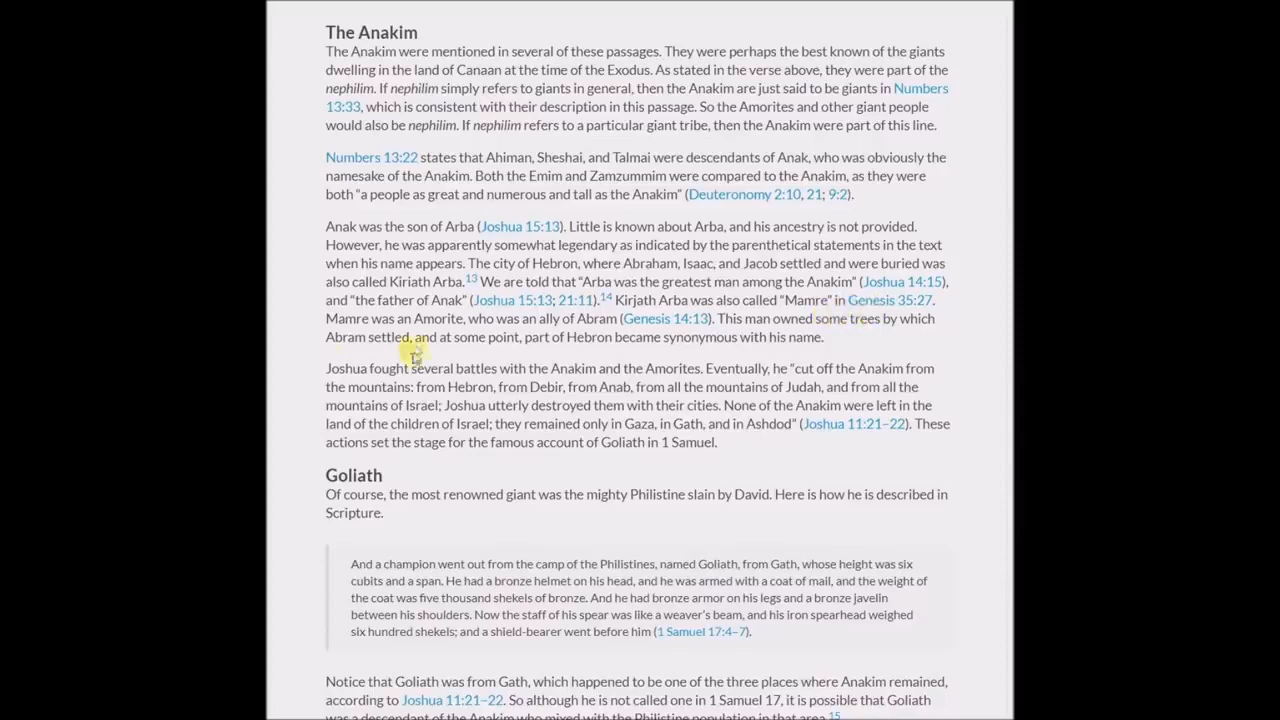 The Anakim
The Anakim were mentioned in several of these passages. They were perhaps the best known of the giants
dwelling in the land of Canaan at the time of the Exodus. As stated in the verse above, they were part of the
nephilim. If nephilim simply refers to giants in general, then the Anakim are just said to be giants in Numbers
13:33, which is consistent with their description in this passage. So the Amorites and other giant people
would also be nephilim. If nephilim refers to a particular giant tribe, then the Anakim were part of this line.
Numbers 13:22 states that Ahiman, Sheshai, and Talmai were descendants of Anak, who was obviously the
namesake of the Anakim. Both the Emim and Zamzummim were compared to the Anakim, as they were
both “a people as great and numerous and tall as the Anakim” (Deuteronomy 2:10, 21; 9:2).
Anak was the son of Arba (Joshua 15:13). Little is known about Arba, and his ancestry is not provided.
However, he was apparently somewhat legendary as indicated by the parenthetical statements in the text
when his name appears. The city of Hebron, where Abraham, Isaac, and Jacob settled and were buried was
also called Kiriath Arba.13 We are told that “Arba was the greatest man among the Anakim” (Joshua 14:15),
and “the father of Anak” (Joshua 15:13; 21:11).14 Kirjath Arba was also called “Mamre” in Genesis 35:27.
Mamre was an Amorite, who was an ally of Abram (Genesis 14:13). This man owned some trees by which
Abram settled, and at some point, part of Hebron became synonymous with his name.
Joshua fought several battles with the Anakim and the Amorites. Eventually, he “cut off the Anakim from
the mountains: from Hebron, from Debir, from Anab, from all the mountains of Judah, and from all the
mountains of Israel; Joshua utterly destroyed them with their cities. None of the Anakim were left in the
land of the children of Israel; they remained only in Gaza, in Gath, and in Ashdod” (Joshua 11:21–22). These
actions set the stage for the famous account of Goliath in 1 Samuel.
Goliath
Of course, the most renowned giant was the mighty Philistine slain by David. Here is how he is described in
Scripture.
And a champion went out from the camp of the Philistines, named Goliath, from Gath, whose height was six
cubits and a span. He had a bronze helmet on his head, and he was armed with a coat of mail, and the weight of
the coat was five thousand shekels of bronze. And he had bronze armor on his legs and a bronze javelin
between his shoulders. Now the staff of his spear was like a weaver’s beam, and his iron spearhead weighed
six hundred shekels; and a shield-bearer went before him (1 Samuel 17:4–7).
Notice that Goliath was from Gath, which happened to be one of the three places where Anakim remained,
according to Joshua 11:21–22. So although he is not called one in 1 Samuel 17, it is possible that Goliath
was a descendant of the Anakim who mixed with the Philistine population in that area.15